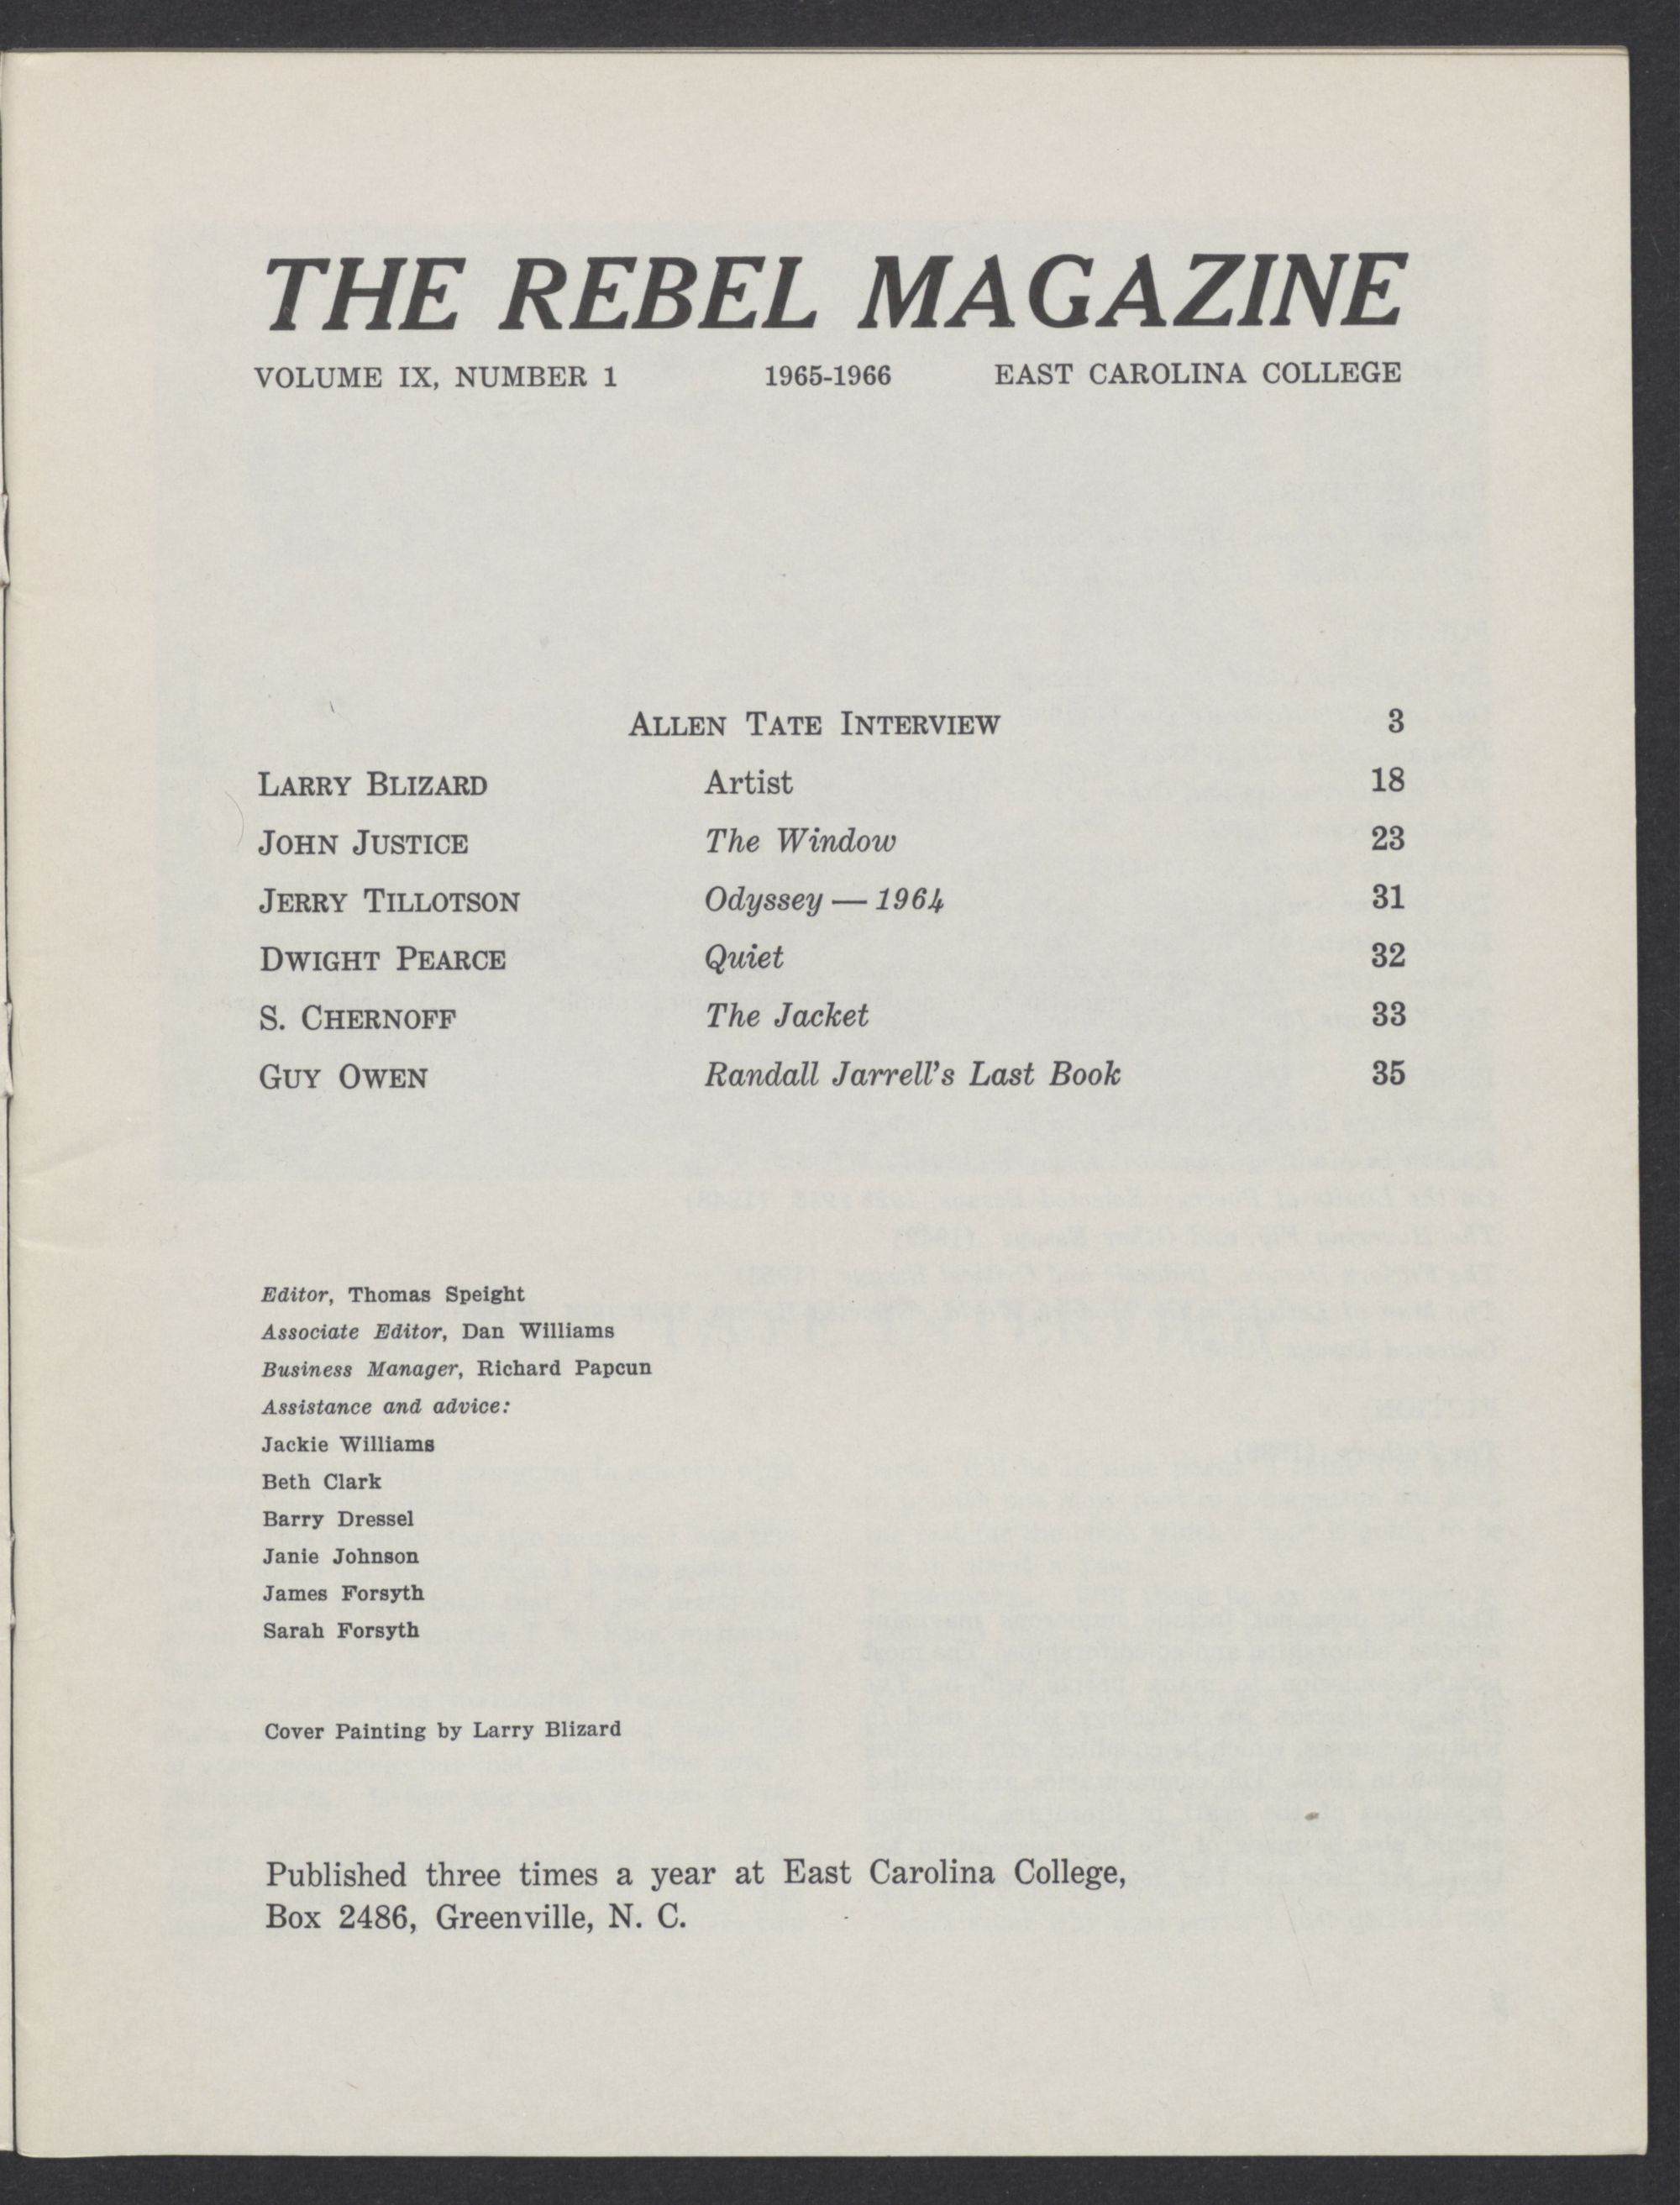 THE REBEL MAGAZINE
VOLUME IX, NUMBER 1 1965-1966 EAST CAROLINA COLLEGE
ALLEN TATE INTERVIEW 3
LARRY BLIZARD Artist 18
JOHN JUSTICE The Window 23
JERRY TILLOTSON Odyssey — 1964 31
DWIGHT PEARCE Quiet 32
S. CHERNOFF The Jacket 33
GUY OWEN Randall Jarrell's Last Book 35
Editor, Thomas Speight
Associate Editor, Dan Williams
Business Manager, Richard Papcun
Assistance and advice:
Jackie Williams
Beth Clark
Barry Dressel
Janie Johnson
James Forsyth
Sarah Forsyth
Cover Painting by Larry Blizard
Published three times a year at East Carolina College,
Box 2486, Greenville, N. C.